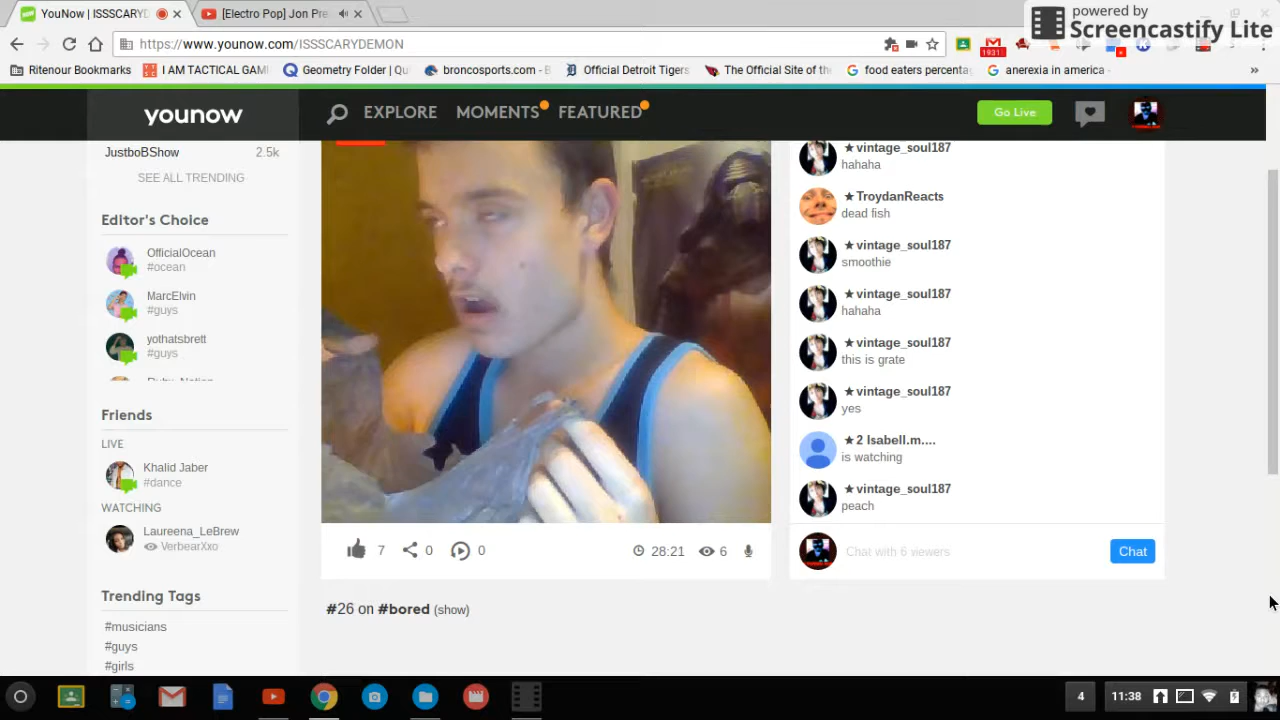 YouNow | ISSSCARYD
[Electro Pop] Jon Pre
powered by
Screencastify Lite
https://www.younow.com/ISSSCARYDEMON
1931
Ritenour Bookmarks
I AM TACTICAL GAMI
Geometry Folder | Qui
broncosports.com - B
Official Detroit Tigers
The Official Site of th
food eaters percenta
anerexia in america -
»
younow
EXPLORE
MOMENTS
FEATURED
Go Live
JustboBShow 2.5k
SEE ALL TRENDING
Editor's Choice
OfficialOcean
#ocean
MarcElvin
#guys
yothatsbrett
#guys
Friends
LIVE
Khalid Jaber
#dance
WATCHING
Laureena_LeBrew
VerbearXxo
Trending Tags
#musicians
#guys
#girls
7
0
0
28:21
6
#26 on #bored (show)
★vintage_soul187
hahaha
★TroydanReacts
dead fish
★vintage_soul187
smoothie
★vintage_soul187
hahaha
★vintage_soul187
this is grate
★vintage_soul187
yes
★2 Isabell.m....
is watching
★vintage_soul187
peach
Chat with 6 viewers
Chat
4
11:38